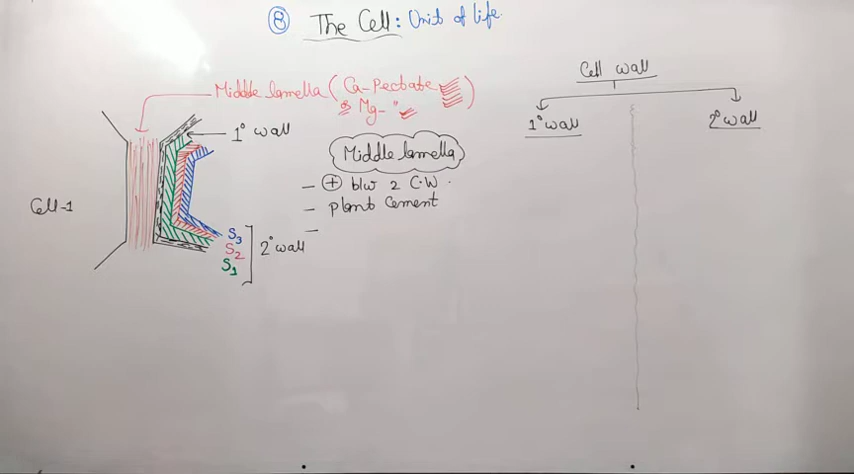 8 The Cell: Unit of life.
Middle lamella ( Ca-Pectate
& Mg- " )
1° wall
Middle lamella
- + b/w 2 C.W.
- plant Cement
-
Cell-1
S3
S2
S1
2° wall
Cell wall
1° wall
2° wall